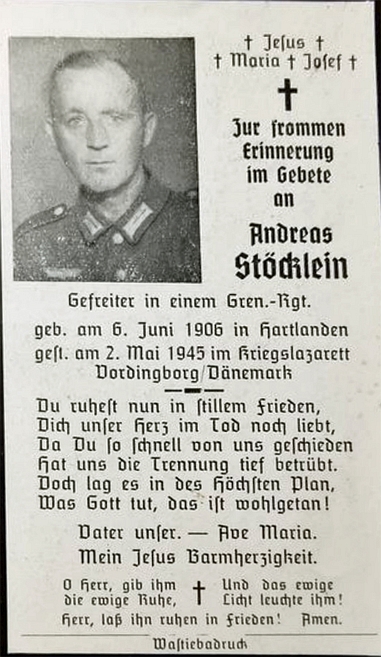 † Jesus †
† Maria † Josef †
Zur frommen
Erinnerung
im Gebete
an
Andreas
Stöcklein
Gefreiter in einem Gren.-Rgt.
geb. am 6. Juni 1906 in Hartlanden
gest. am 2. Mai 1945 im Kriegslazarett
Vordingborg/Dänemark
Du ruhest nun in stillem Frieden,
Dich unser Herz im Tod noch liebt,
Da Du so schnell von uns geschieden
Hat uns die Trennung tief betrübt.
Doch lag es in des Höchsten Plan,
Was Gott tut, das ist wohlgetan!
Vater unser. — Ave Maria.
Mein Jesus Barmherzigkeit.
O Herr, gib ihm † Und das ewige
die ewige Ruhe, Licht leuchte ihm!
Herr, laß ihn ruhen in Frieden! Amen.
Wastiebadruck